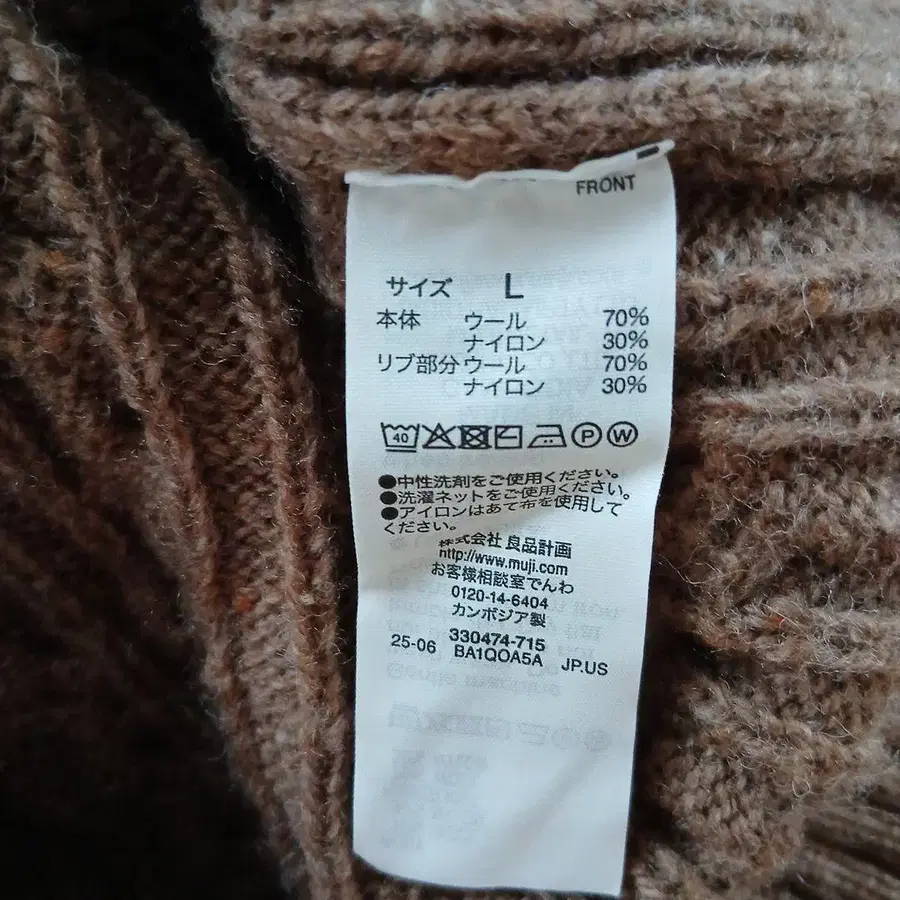 FRONT
サイズ L
本体 ウール 70%
ナイロン 30%
リブ部分 ウール 70%
ナイロン 30%
40 P W
●中性洗剤をご使用ください。
●洗濯ネットをご使用ください。
●アイロンはあて布を使用して
ください。
株式会社 良品計画
http://www.muji.com
お客様相談室でんわ
0120-14-6404
カンボジア製
330474-715
25-06 BA1QOA5A JP.US